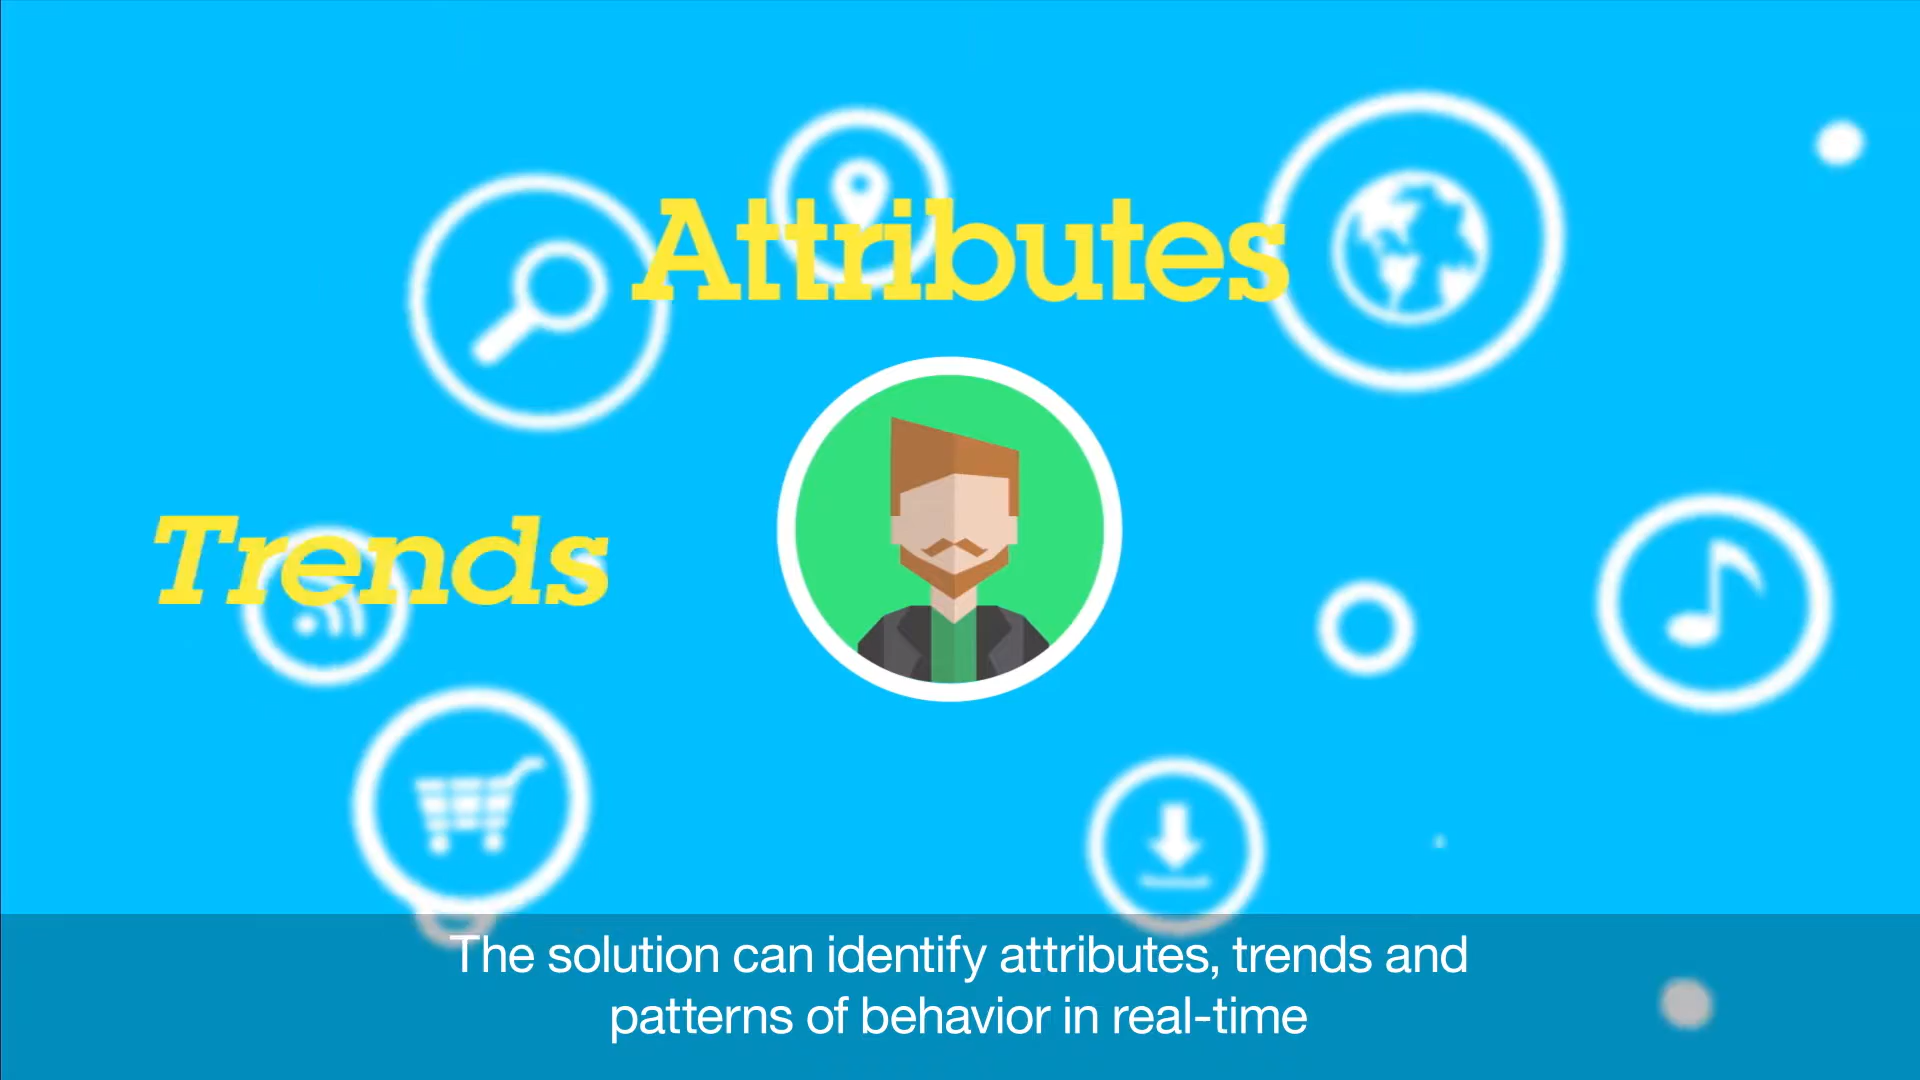 Attributes
Trends
The solution can identify attributes, trends and
patterns of behavior in real-time